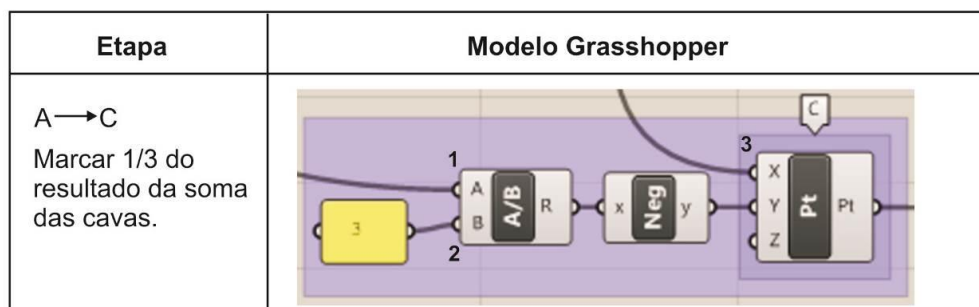 Etapa
Modelo Grasshopper
A→C
Marcar 1/3 do
resultado da soma
das cavas.
C
1
3
A
A/B
R
B
3
2
x
Neg
y
X
Y
Z
Pt
Pt